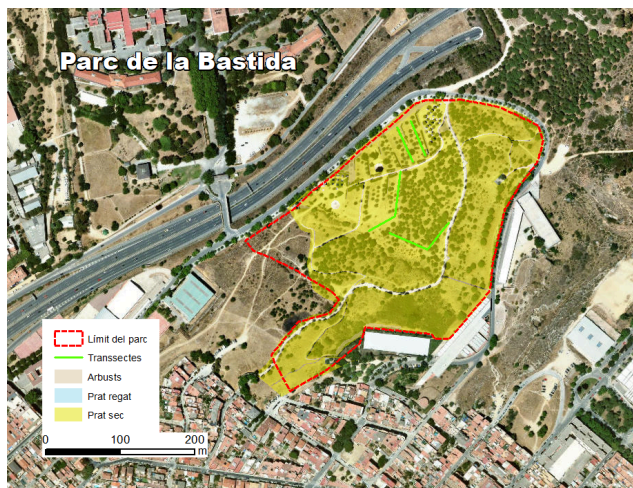 Parc de la Bastida
Límit del parc
Transsectes
Arbusts
Prat regat
Prat sec
0 100 200
m